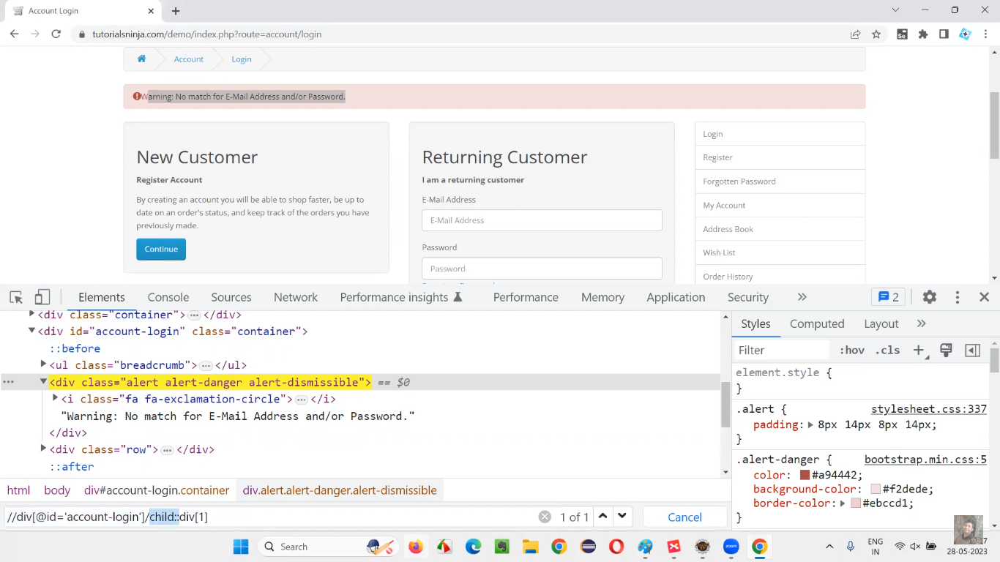 Account Login
tutorialsninja.com/demo/index.php?route=account/login
Account
Login
Warning: No match for E-Mail Address and/or Password.
New Customer
Register Account
By creating an account you will be able to shop faster, be up to
date on an order's status, and keep track of the orders you have
previously made.
Continue
Returning Customer
I am a returning customer
E-Mail Address
E-Mail Address
Password
Password
Login
Register
Forgotten Password
My Account
Address Book
Wish List
Order History
Elements Console Sources Network Performance insights Performance Memory Application Security 2
<div class="container"> </div>
<div id="account-login" class="container">
::before
<ul class="breadcrumb"> </ul>
<div class="alert alert-danger alert-dismissible"> == $0
<i class="fa fa-exclamation-circle"> </i>
"Warning: No match for E-Mail Address and/or Password."
</div>
<div class="row"> </div>
::after
html body div#account-login.container div.alert.alert-danger.alert-dismissible
//div[@id='account-login']/child::div[1] 1 of 1 Cancel
Styles Computed Layout
Filter :hov .cls
element.style {
}
.alert { stylesheet.css:337
padding: 8px 14px 8px 14px;
}
.alert-danger { bootstrap.min.css:5
color: #a94442;
background-color: #f2dede;
border-color: #ebccd1;
}
Search
zoom
ENG
IN
28-05-2023